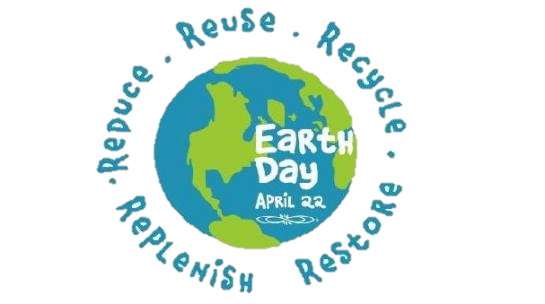 Reduce . Reuse . Recycle . Restore Replenish .
Earth
Day
April 22